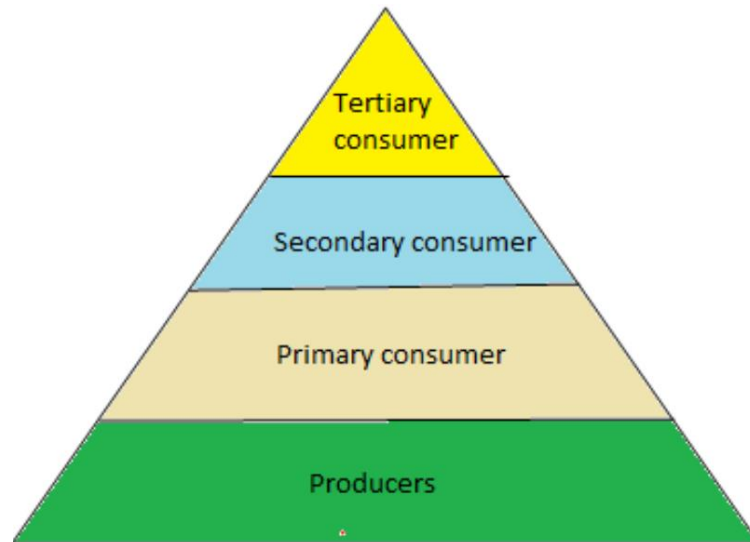 Tertiary
consumer
Secondary consumer
Primary consumer
Producers